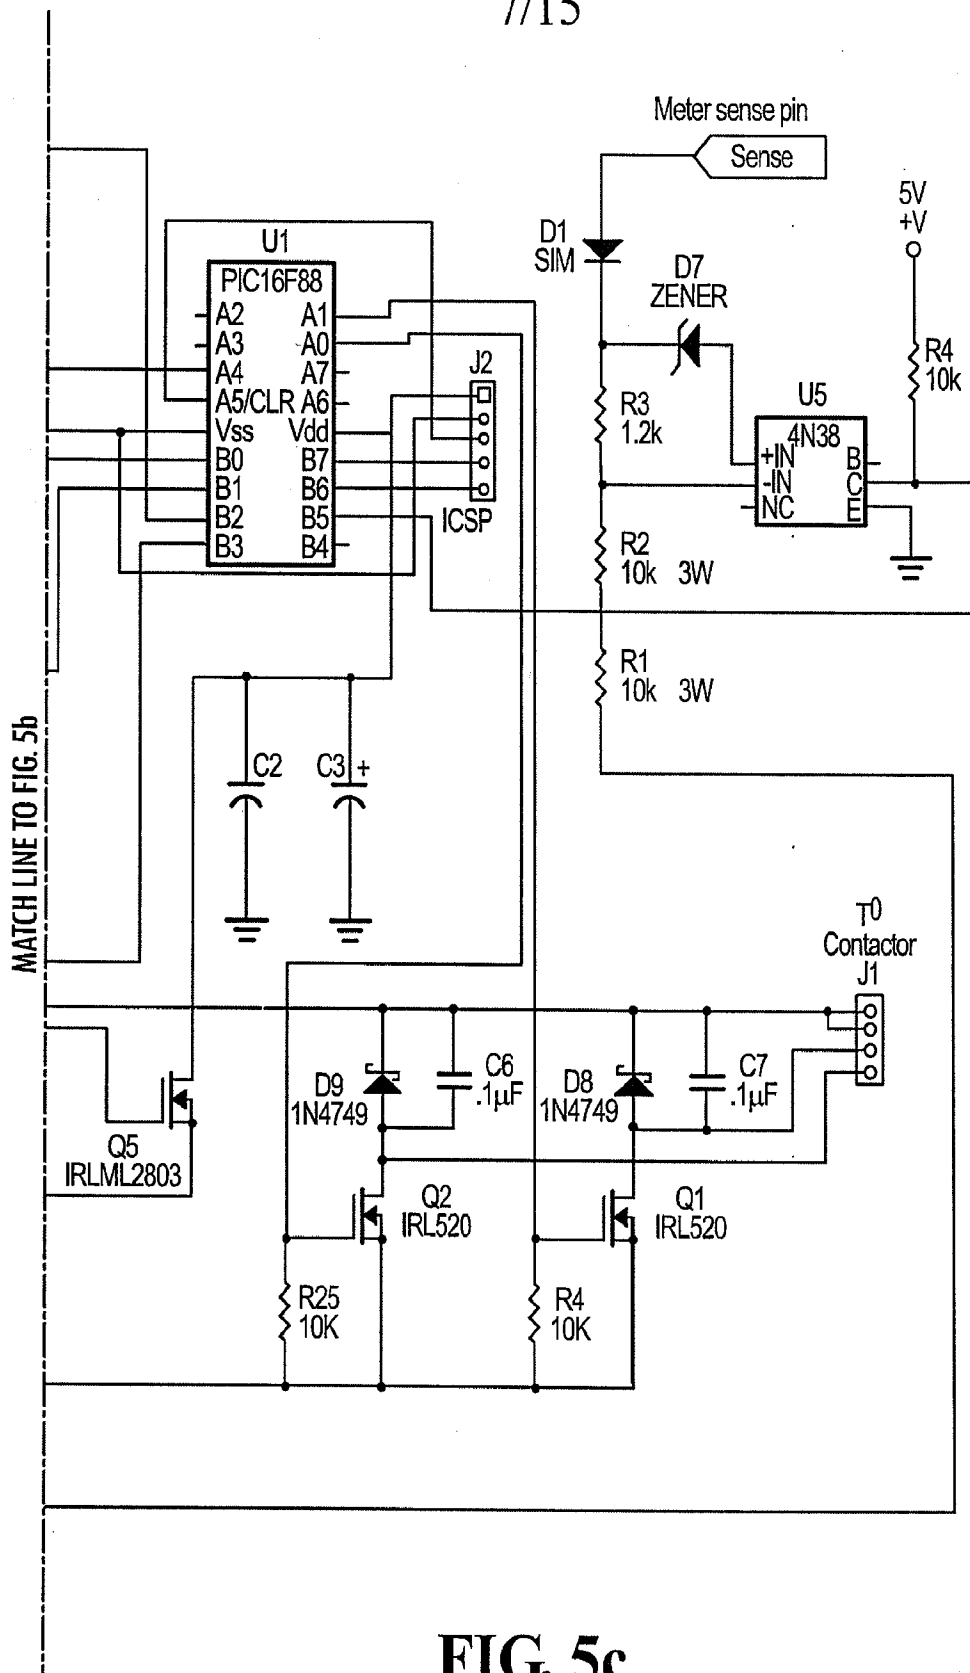 7/15
Meter sense pin
Sense
5V
+V
D1
SIM
D7
ZENER
U1
PIC16F88
A2
A3
A4
A5/CLR
Vss
B0
B1
B2
B3
A1
A0
A7
A6
Vdd
B7
B6
B5
B4
J2
ICSP
R3
1.2k
R4
10k
U5
4N38
+IN
-IN
NC
B
C
E
R2
10k 3W
R1
10k 3W
MATCH LINE TO FIG. 5b
C2
C3 +
T0
Contactor
J1
D9
1N4749
C6
.1µF
D8
1N4749
C7
.1µF
Q5
IRLML2803
Q2
IRL520
Q1
IRL520
R25
10K
R4
10K
FIG. 5c